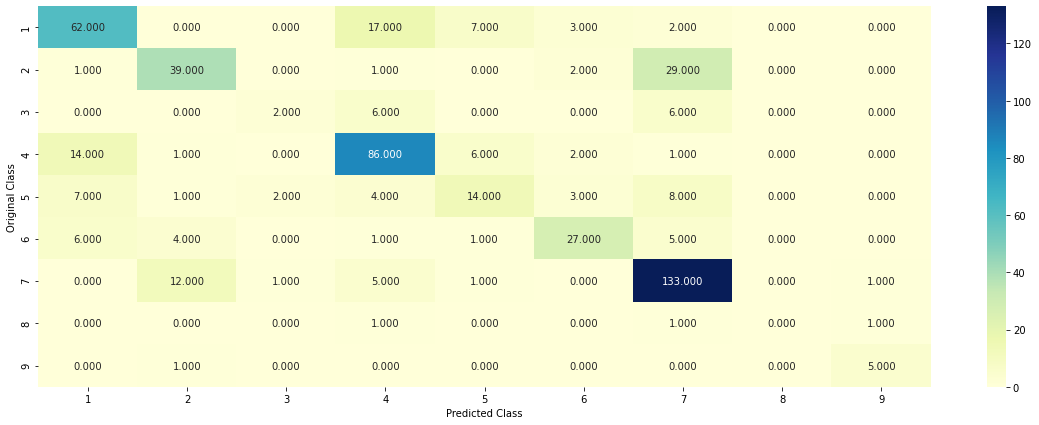 1 62.000 0.000 0.000 17.000 7.000 3.000 2.000 0.000 0.000
2 1.000 39.000 0.000 1.000 0.000 2.000 29.000 0.000 0.000
3 0.000 0.000 2.000 6.000 0.000 0.000 6.000 0.000 0.000
4 14.000 1.000 0.000 86.000 6.000 2.000 1.000 0.000 0.000
5 7.000 1.000 2.000 4.000 14.000 3.000 8.000 0.000 0.000
6 6.000 4.000 0.000 1.000 1.000 27.000 5.000 0.000 0.000
7 0.000 12.000 1.000 5.000 1.000 0.000 133.000 0.000 1.000
8 0.000 0.000 0.000 1.000 0.000 0.000 1.000 0.000 1.000
9 0.000 1.000 0.000 0.000 0.000 0.000 0.000 0.000 5.000
1 2 3 4 5 6 7 8 9
Predicted Class
Original Class
120
100
80
60
40
20
0